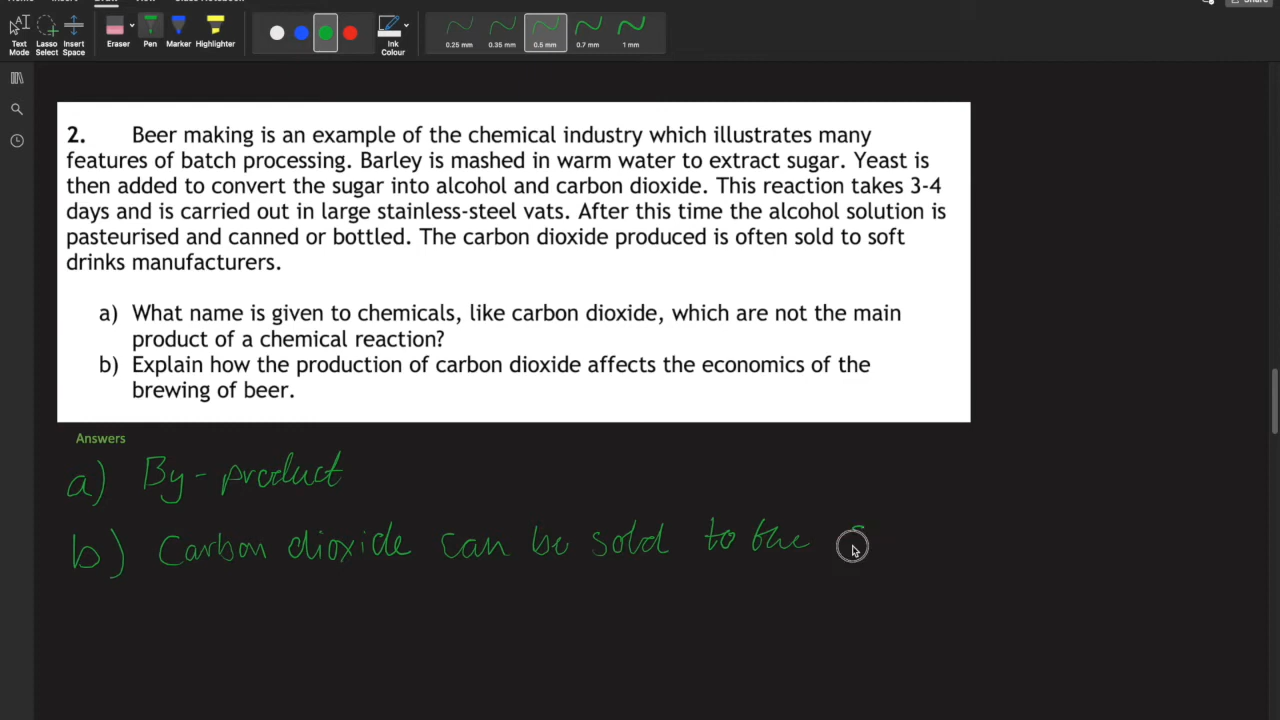 Text
Mode
Lasso
Select
Insert
Space
Eraser
Pen
Marker
Highlighter
Ink
Colour
0.25 mm
0.35 mm
0.5 mm
0.7 mm
1 mm
2. Beer making is an example of the chemical industry which illustrates many
features of batch processing. Barley is mashed in warm water to extract sugar. Yeast is
then added to convert the sugar into alcohol and carbon dioxide. This reaction takes 3-4
days and is carried out in large stainless-steel vats. After this time the alcohol solution is
pasteurised and canned or bottled. The carbon dioxide produced is often sold to soft
drinks manufacturers.
a) What name is given to chemicals, like carbon dioxide, which are not the main
product of a chemical reaction?
b) Explain how the production of carbon dioxide affects the economics of the
brewing of beer.
Answers
a) By-product
b) Carbon dioxide can be sold to the s